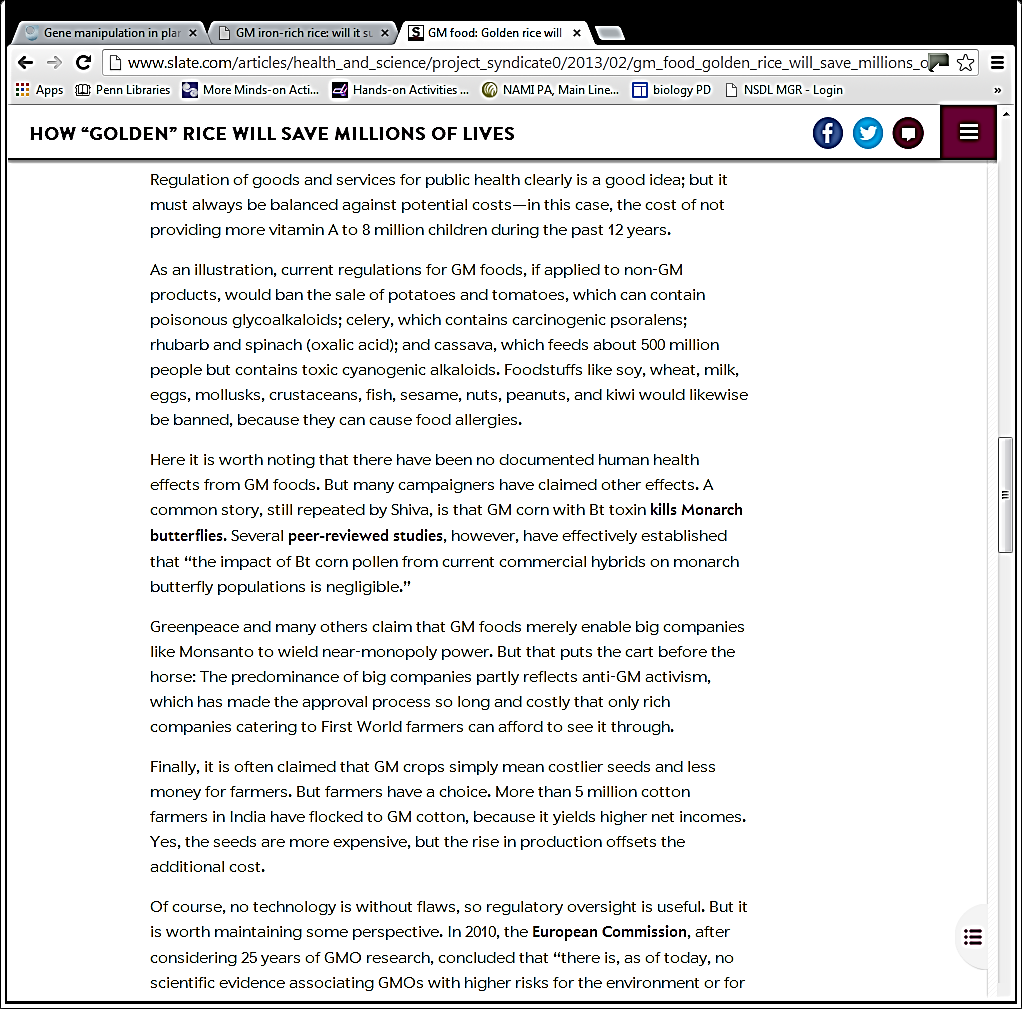 Gene manipulation in plar
GM iron-rich rice: will it su
S GM food: Golden rice will
www.slate.com/articles/health_and_science/project_syndicate0/2013/02/gm_food_golden_rice_will_save_millions_o
Apps Penn Libraries More Minds-on Acti... Hands-on Activities ... NAMI PA, Main Line... biology PD NSDL MGR - Login »
HOW “GOLDEN” RICE WILL SAVE MILLIONS OF LIVES
Regulation of goods and services for public health clearly is a good idea; but it
must always be balanced against potential costs—in this case, the cost of not
providing more vitamin A to 8 million children during the past 12 years.
As an illustration, current regulations for GM foods, if applied to non-GM
products, would ban the sale of potatoes and tomatoes, which can contain
poisonous glycoalkaloids; celery, which contains carcinogenic psoralens;
rhubarb and spinach (oxalic acid); and cassava, which feeds about 500 million
people but contains toxic cyanogenic alkaloids. Foodstuffs like soy, wheat, milk,
eggs, mollusks, crustaceans, fish, sesame, nuts, peanuts, and kiwi would likewise
be banned, because they can cause food allergies.
Here it is worth noting that there have been no documented human health
effects from GM foods. But many campaigners have claimed other effects. A
common story, still repeated by Shiva, is that GM corn with Bt toxin kills Monarch
butterflies. Several peer-reviewed studies, however, have effectively established
that “the impact of Bt corn pollen from current commercial hybrids on monarch
butterfly populations is negligible.”
Greenpeace and many others claim that GM foods merely enable big companies
like Monsanto to wield near-monopoly power. But that puts the cart before the
horse: The predominance of big companies partly reflects anti-GM activism,
which has made the approval process so long and costly that only rich
companies catering to First World farmers can afford to see it through.
Finally, it is often claimed that GM crops simply mean costlier seeds and less
money for farmers. But farmers have a choice. More than 5 million cotton
farmers in India have flocked to GM cotton, because it yields higher net incomes.
Yes, the seeds are more expensive, but the rise in production offsets the
additional cost.
Of course, no technology is without flaws, so regulatory oversight is useful. But it
is worth maintaining some perspective. In 2010, the European Commission, after
considering 25 years of GMO research, concluded that “there is, as of today, no
scientific evidence associating GMOs with higher risks for the environment or for